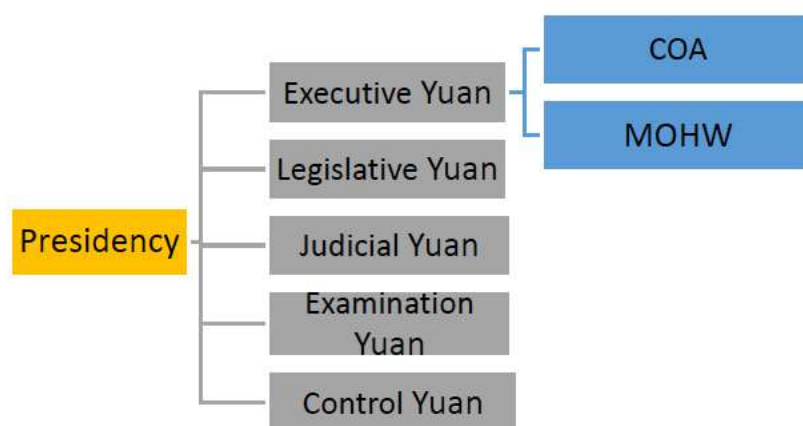 Presidency
Executive Yuan
Legislative Yuan
Judicial Yuan
Examination
Yuan
Control Yuan
COA
MOHW